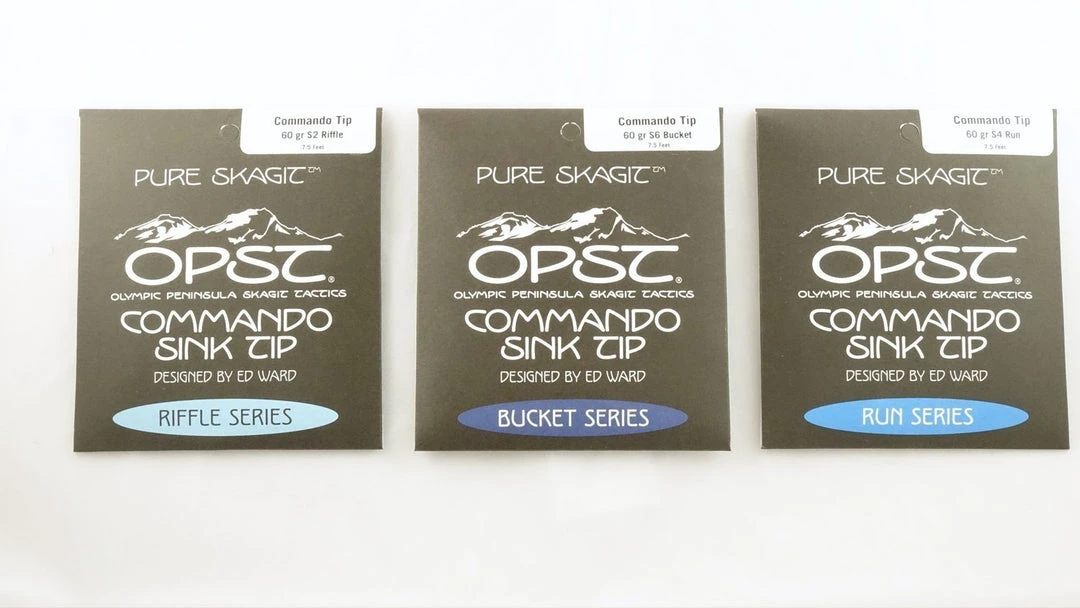 Commando Tip
60 gr S2 Riffle
7.5 Feet
PURE SKAGIT™
OPST®
OLYMPIC PENINSULA SKAGIT TACTICS
COMMANDO
SINK TIP
DESIGNED BY ED WARD
RIFFLE SERIES
Commando Tip
60 gr S6 Bucket
7.5 Feet
PURE SKAGIT™
OPST®
OLYMPIC PENINSULA SKAGIT TACTICS
COMMANDO
SINK TIP
DESIGNED BY ED WARD
BUCKET SERIES
Commando Tip
60 gr S4 Run
7.5 Feet
PURE SKAGIT™
OPST®
OLYMPIC PENINSULA SKAGIT TACTICS
COMMANDO
SINK TIP
DESIGNED BY ED WARD
RUN SERIES